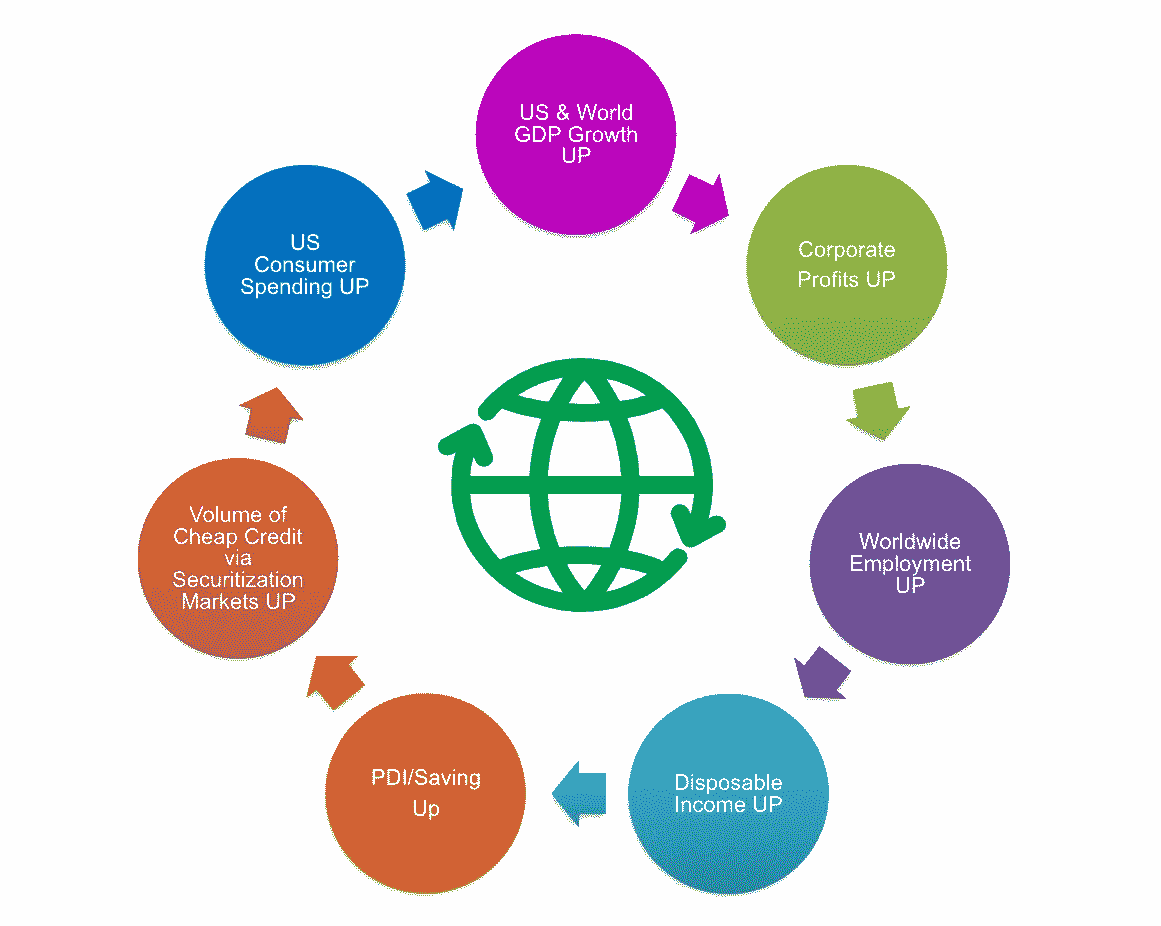 US & World
GDP Growth
UP
Corporate
Profits UP
Worldwide
Employment
UP
Disposable
Income UP
PDI/Saving
Up
Volume of
Cheap Credit
via
Securitization
Markets UP
US
Consumer
Spending UP